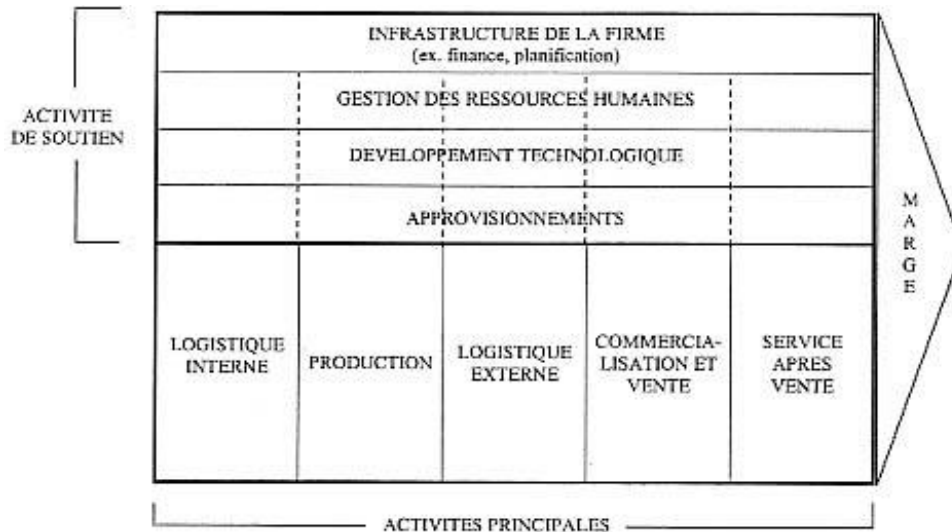 INFRASTRUCTURE DE LA FIRME
(ex. finance, planification)
GESTION DES RESSOURCES HUMAINES
ACTIVITE
DE SOUTIEN
DEVELOPPEMENT TECHNOLOGIQUE
APPROVISIONNEMENTS
LOGISTIQUE
INTERNE
PRODUCTION
LOGISTIQUE
EXTERNE
COMMERCIA-
LISATION ET
VENTE
SERVICE
APRES
VENTE
MARGE
ACTIVITES PRINCIPALES